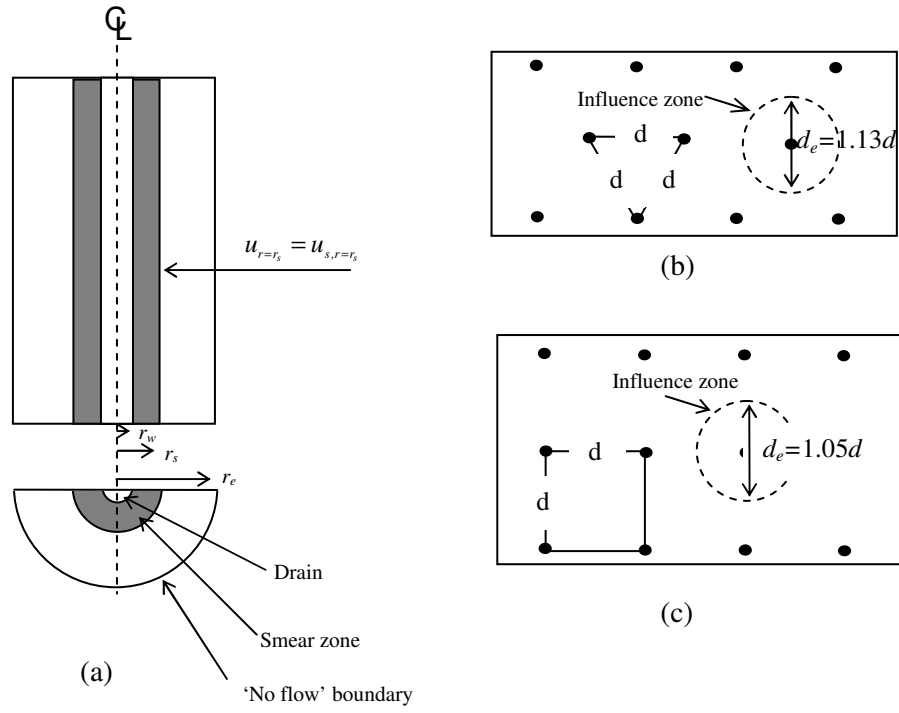 ℄
u_{r=r_s} = u_{s,r=r_s}
r_w
r_s
r_e
Drain
Smear zone
'No flow' boundary
(a)
Influence zone
d
d_e=1.13d
d d
(b)
Influence zone
d
d_e=1.05d
d
(c)